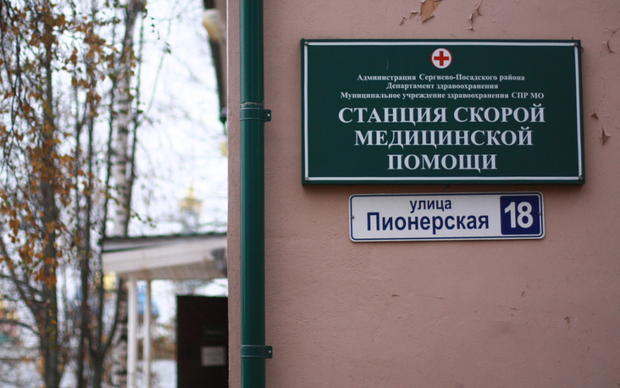 Администрация Сергиево-Посадского района
Департамент здравоохранения
Муниципальное учреждение здравоохранения СПР МО
СТАНЦИЯ СКОРОЙ
МЕДИЦИНСКОЙ
ПОМОЩИ
улица
Пионерская 18